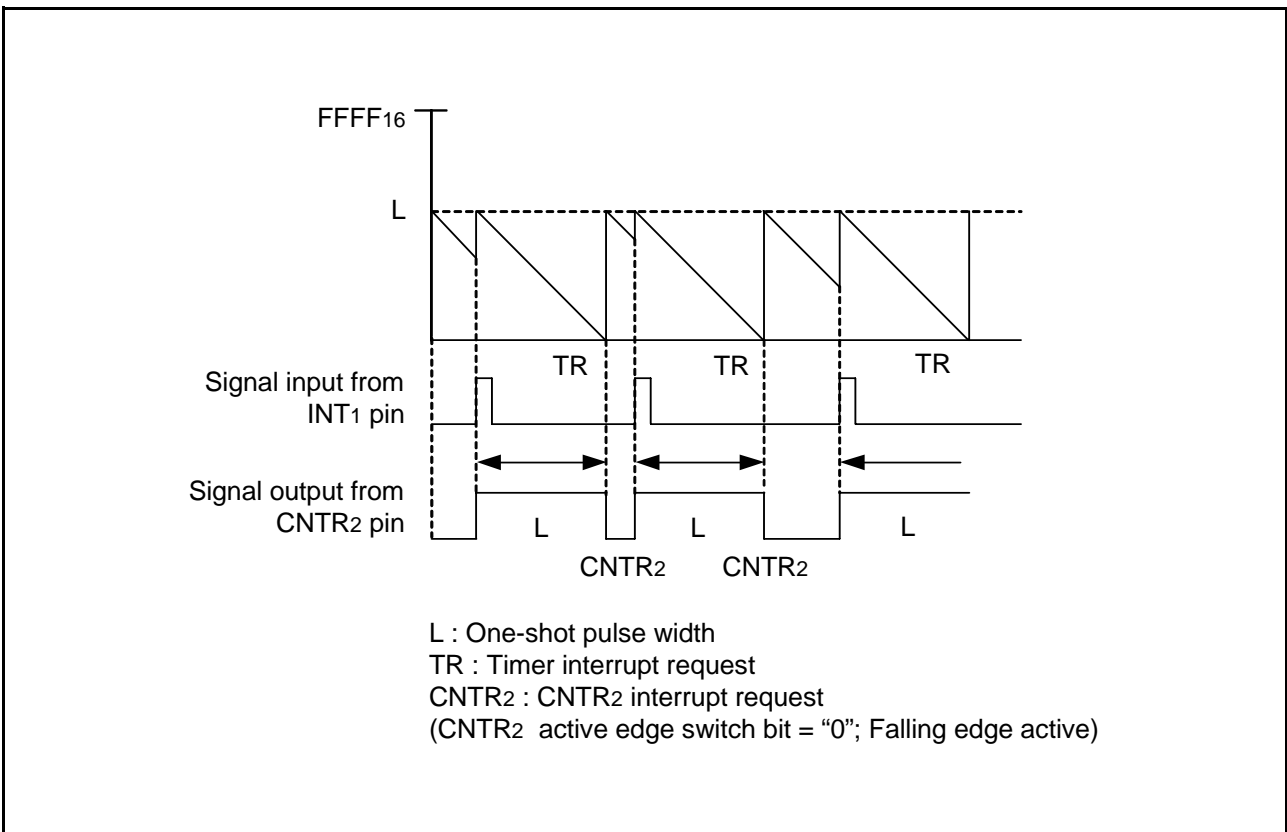 FFFF16
L
TR TR TR
Signal input from
INT1 pin
Signal output from
CNTR2 pin
L L L
CNTR2 CNTR2
L : One-shot pulse width
TR : Timer interrupt request
CNTR2 : CNTR2 interrupt request
(CNTR2 active edge switch bit = “0”; Falling edge active)